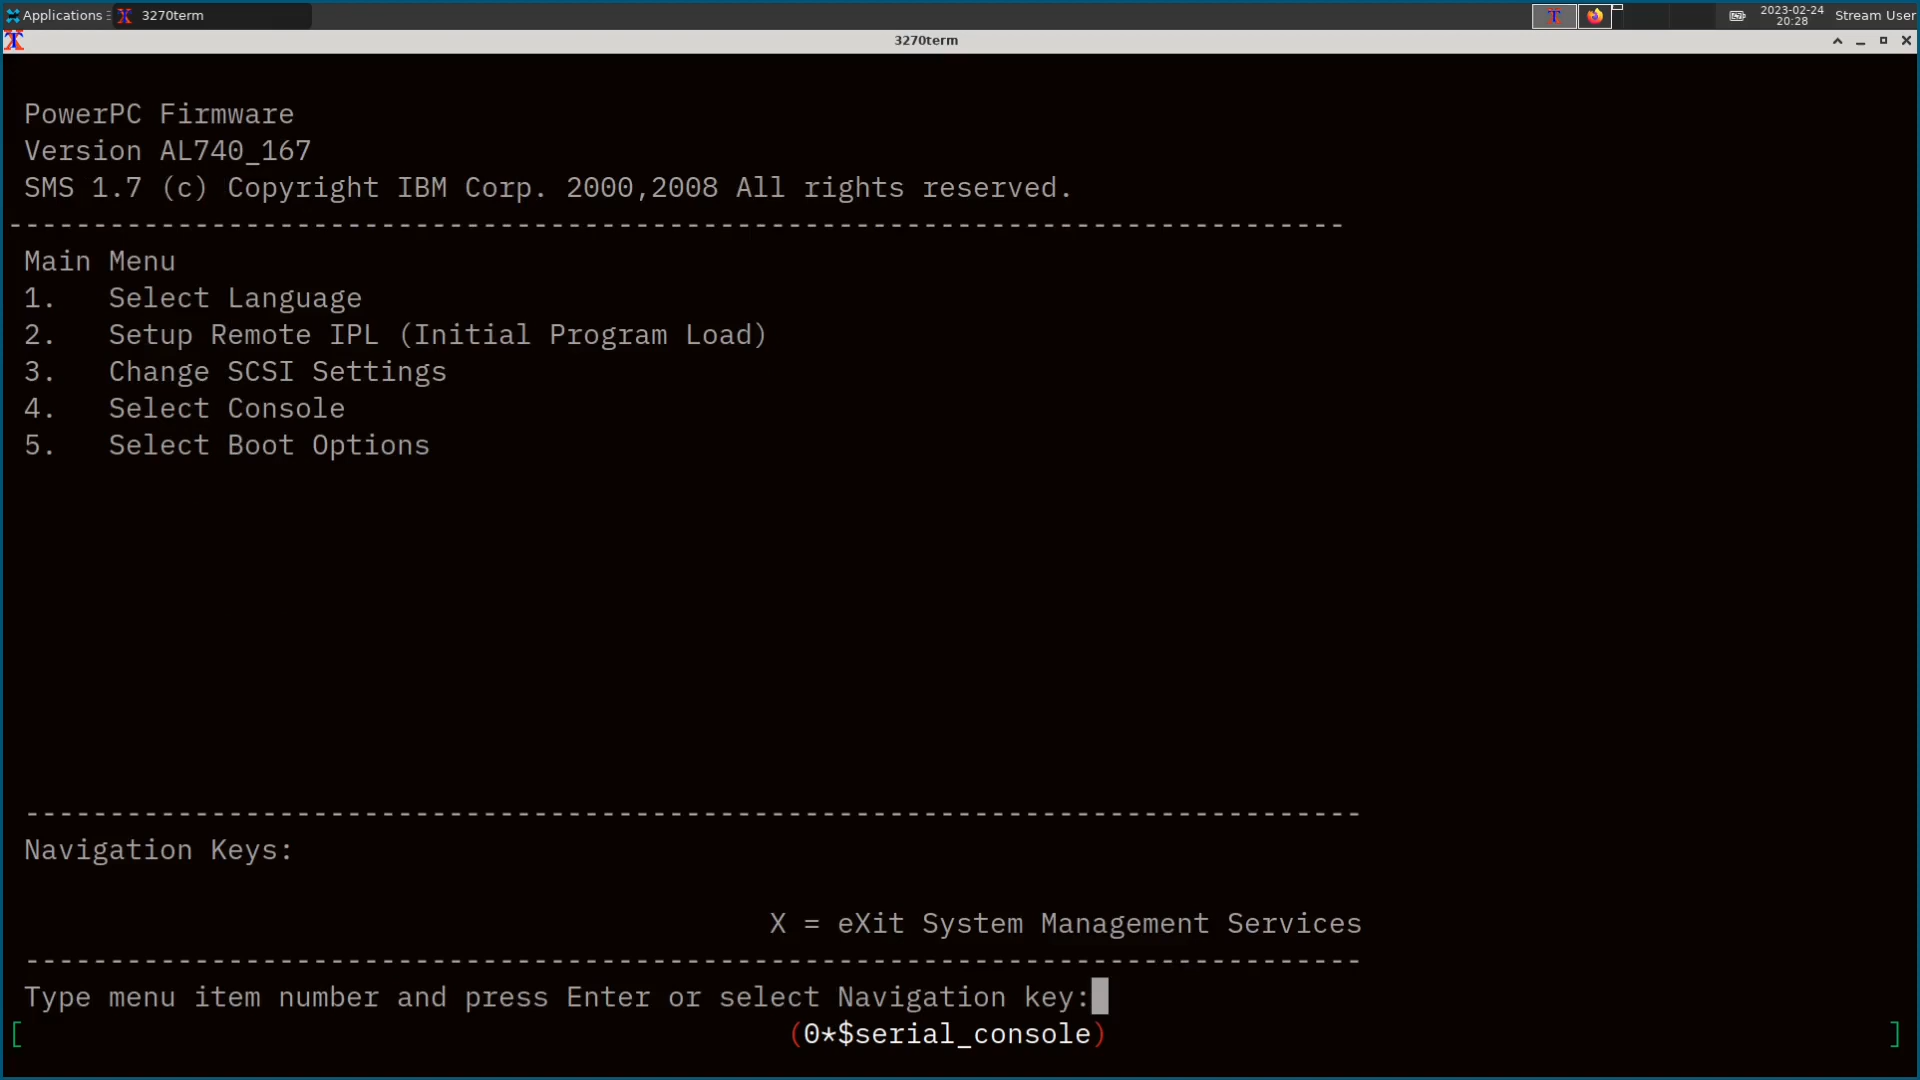 Applications 3270term 2023-02-24 Stream User
20:28
3270term
PowerPC Firmware
Version AL740_167
SMS 1.7 (c) Copyright IBM Corp. 2000,2008 All rights reserved.
-------------------------------------------------------------------------------
Main Menu
1.   Select Language
2.   Setup Remote IPL (Initial Program Load)
3.   Change SCSI Settings
4.   Select Console
5.   Select Boot Options
-------------------------------------------------------------------------------
Navigation Keys:
X = eXit System Management Services
-------------------------------------------------------------------------------
Type menu item number and press Enter or select Navigation key:
[ (0*$serial_console) ]